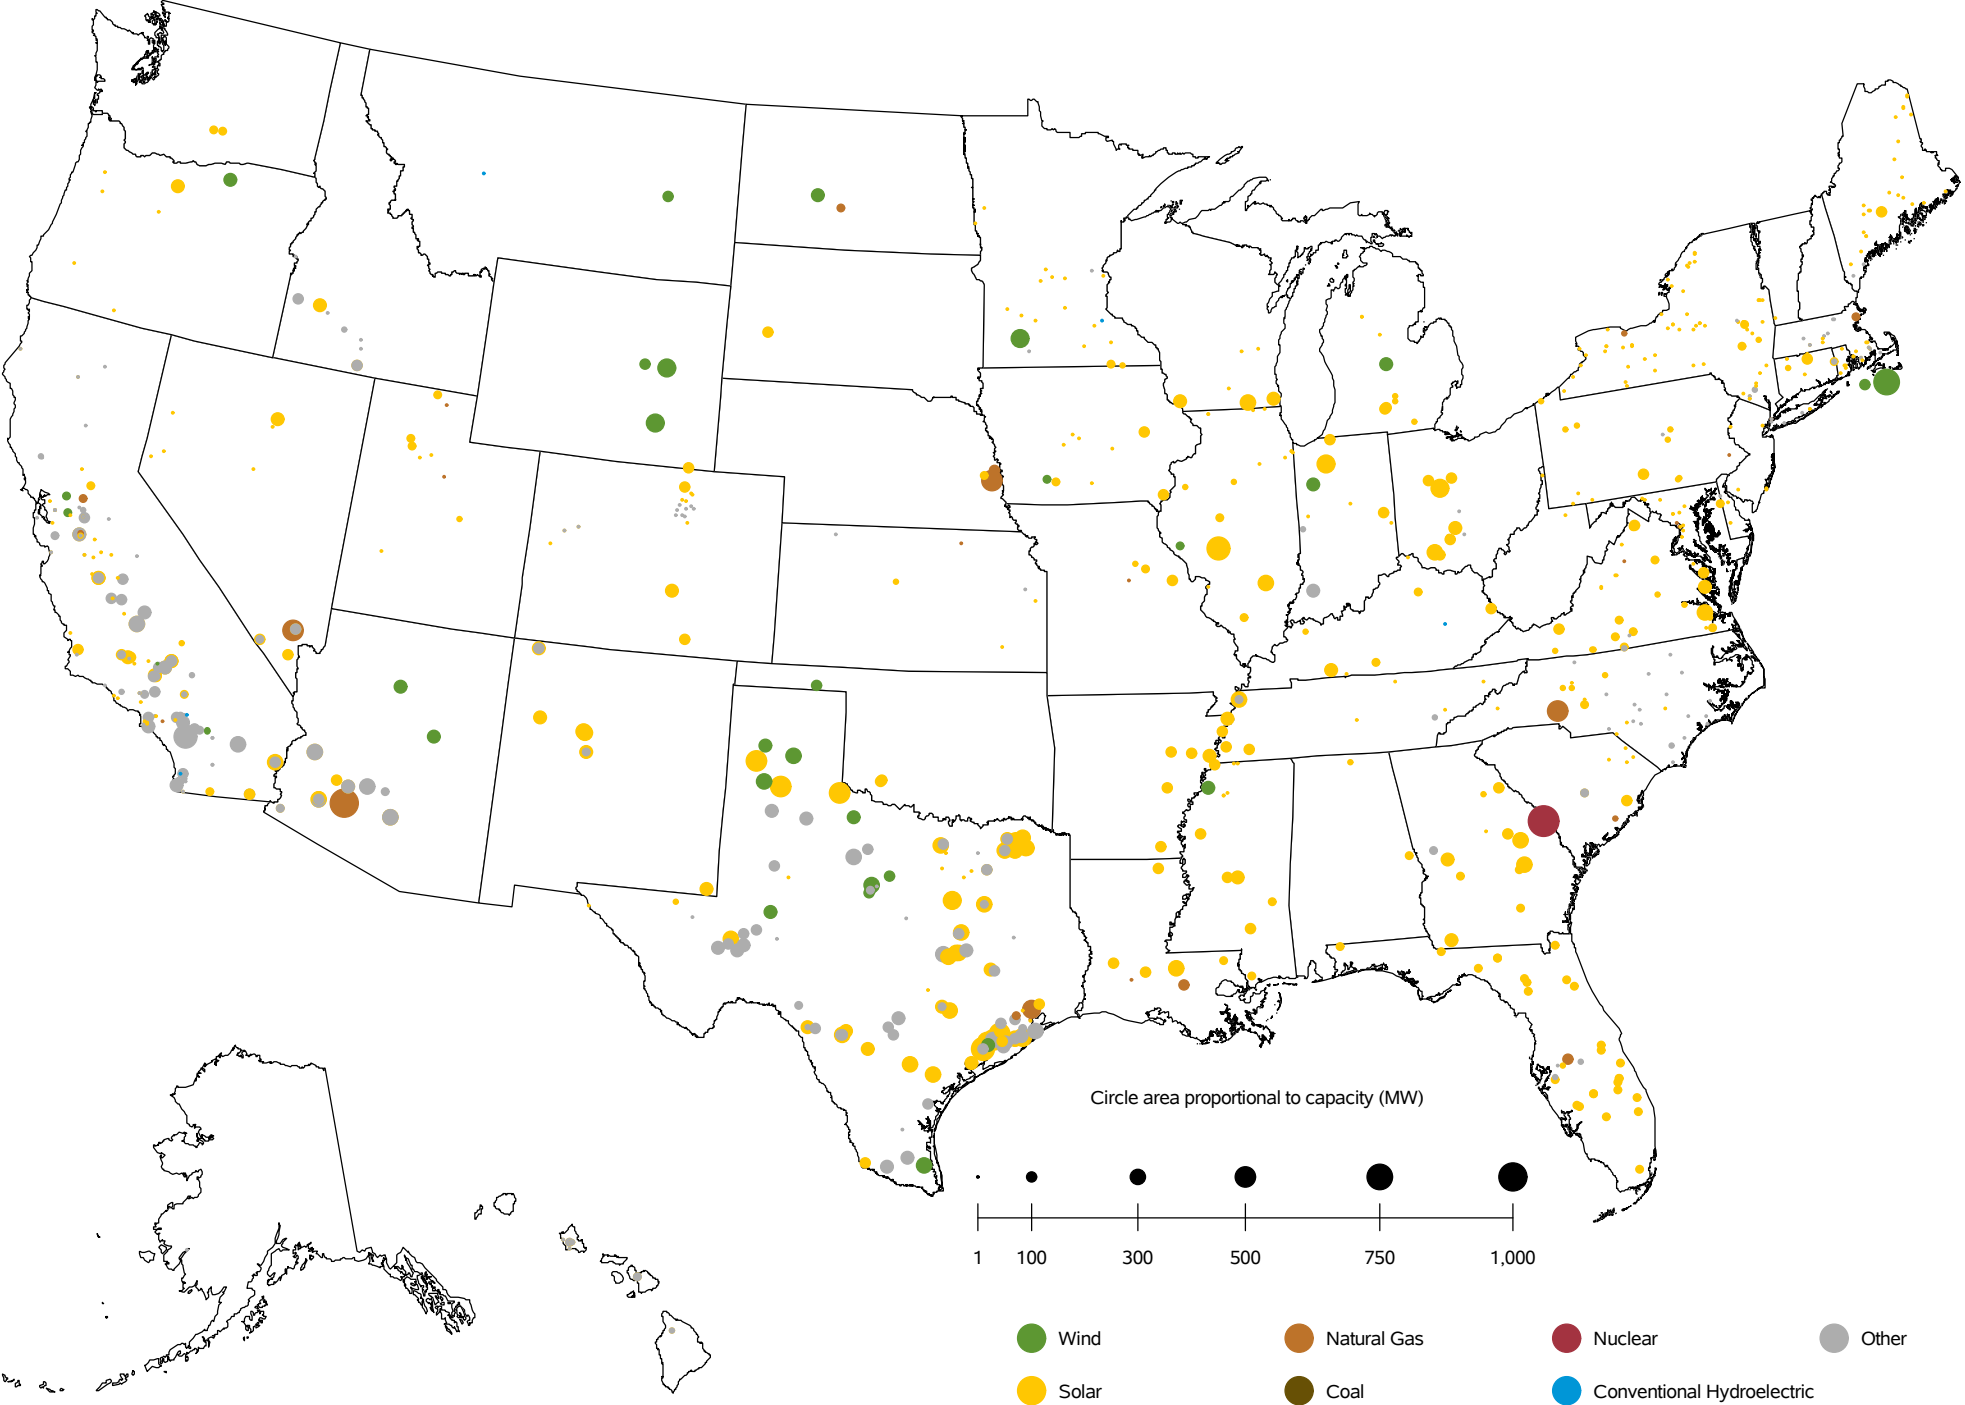 Circle area proportional to capacity (MW)
1 100 300 500 750 1,000
Wind Natural Gas Nuclear Other
Solar Coal Conventional Hydroelectric